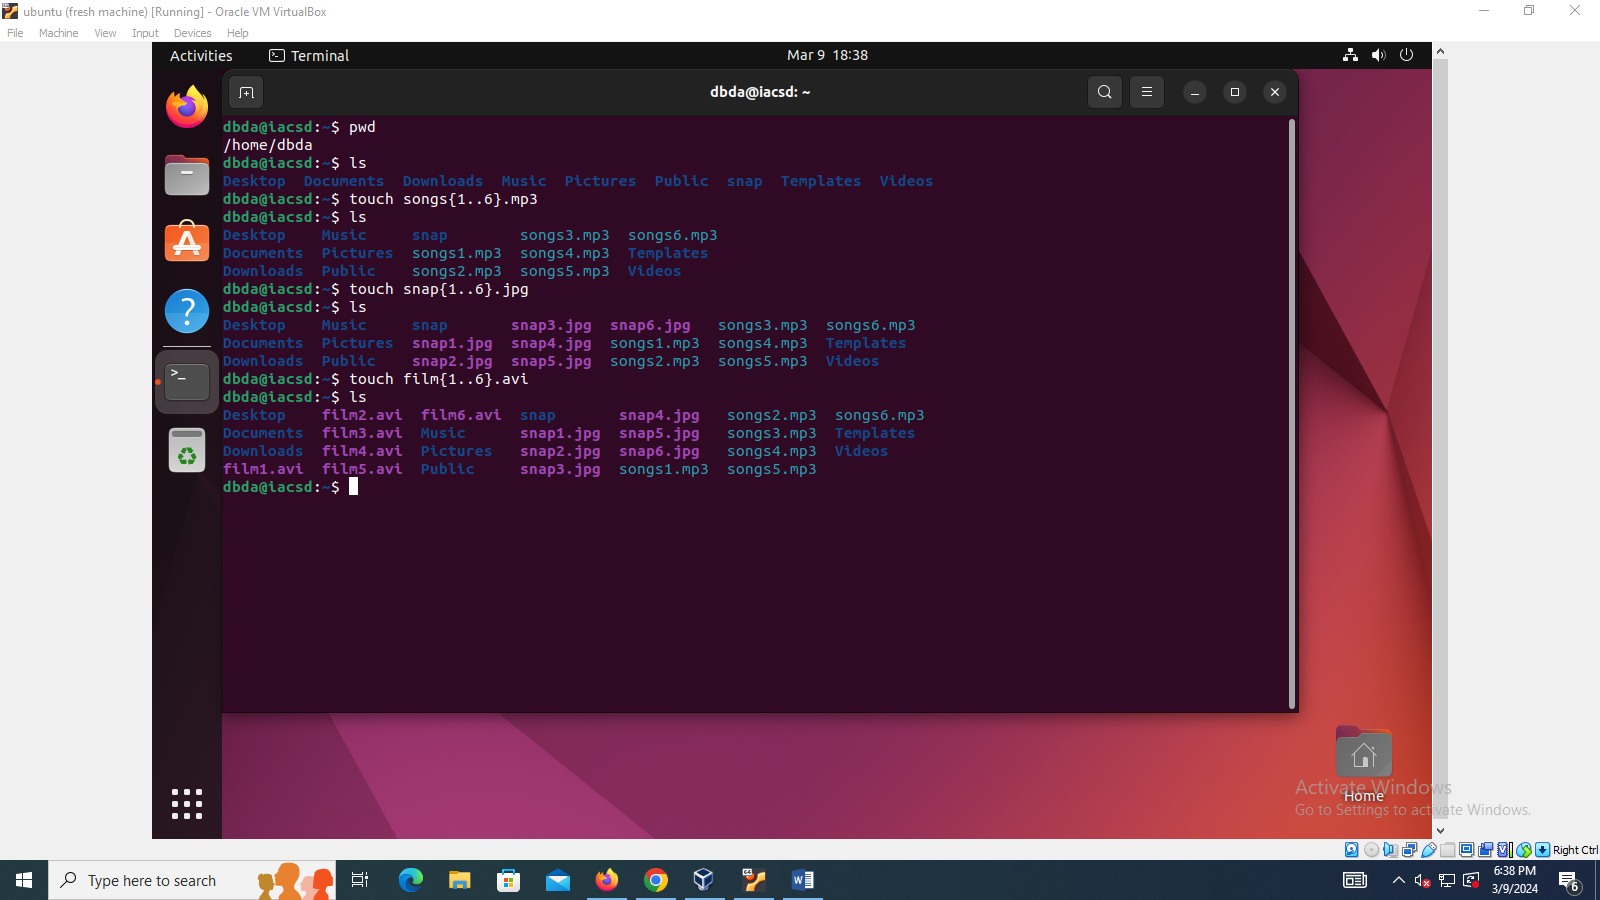 ubuntu (fresh machine) [Running] - Oracle VM VirtualBox
File Machine View Input Devices Help
Activities Terminal Mar 9 18:38
dbda@iacsd: ~
dbda@iacsd:~$ pwd
/home/dbda
dbda@iacsd:~$ ls
Desktop Documents Downloads Music Pictures Public snap Templates Videos
dbda@iacsd:~$ touch songs{1..6}.mp3
dbda@iacsd:~$ ls
Desktop Music snap songs3.mp3 songs6.mp3
Documents Pictures songs1.mp3 songs4.mp3 Templates
Downloads Public songs2.mp3 songs5.mp3 Videos
dbda@iacsd:~$ touch snap{1..6}.jpg
dbda@iacsd:~$ ls
Desktop Music snap snap3.jpg snap6.jpg songs3.mp3 songs6.mp3
Documents Pictures snap1.jpg snap4.jpg songs1.mp3 songs4.mp3 Templates
Downloads Public snap2.jpg snap5.jpg songs2.mp3 songs5.mp3 Videos
dbda@iacsd:~$ touch film{1..6}.avi
dbda@iacsd:~$ ls
Desktop film2.avi film6.avi snap snap4.jpg songs2.mp3 songs6.mp3
Documents film3.avi Music snap1.jpg snap5.jpg songs3.mp3 Templates
Downloads film4.avi Pictures snap2.jpg snap6.jpg songs4.mp3 Videos
film1.avi film5.avi Public snap3.jpg songs1.mp3 songs5.mp3
dbda@iacsd:~$
Activate Windows
Home
Go to Settings to activate Windows.
Right Ctrl
Type here to search
6:38 PM
3/9/2024
6